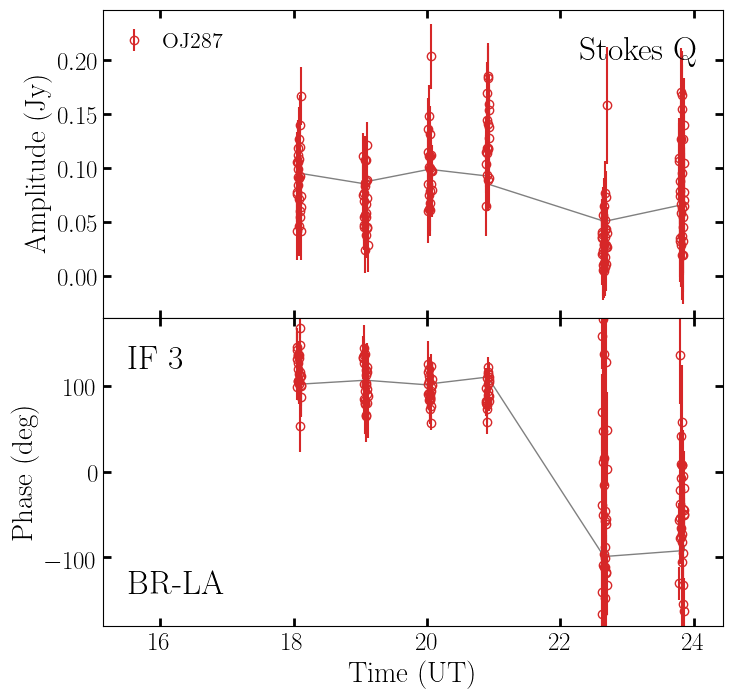 OJ287
Stokes Q
Amplitude (Jy)
0.20
0.15
0.10
0.05
0.00
IF 3
BR-LA
Phase (deg)
100
0
−100
16 18 20 22 24
Time (UT)